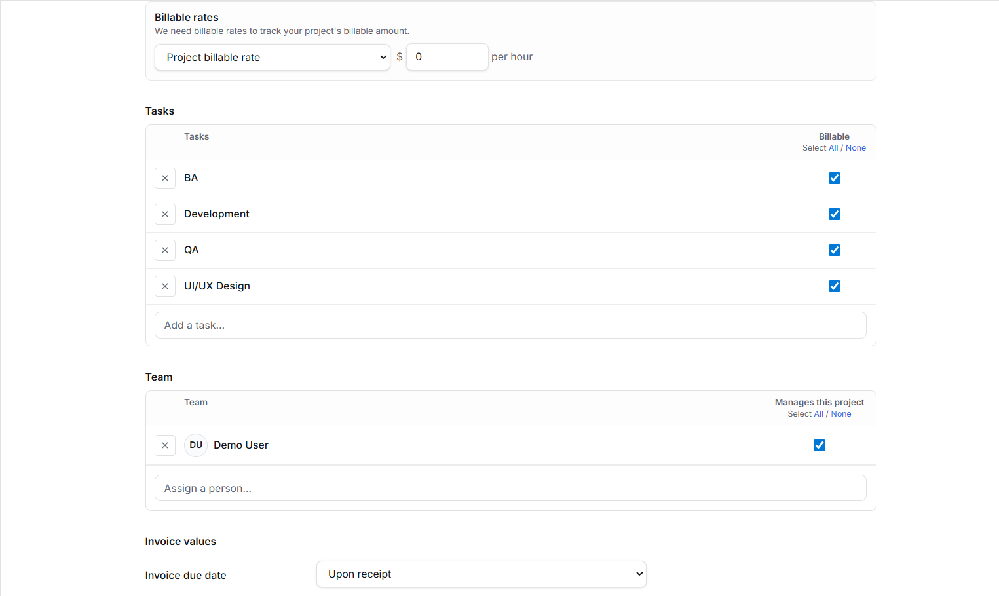 Billable rates
We need billable rates to track your project's billable amount.
Project billable rate $ 0 per hour
Tasks
Tasks Billable
Select All / None
BA
Development
QA
UI/UX Design
Add a task...
Team
Team Manages this project
Select All / None
DU Demo User
Assign a person...
Invoice values
Invoice due date Upon receipt